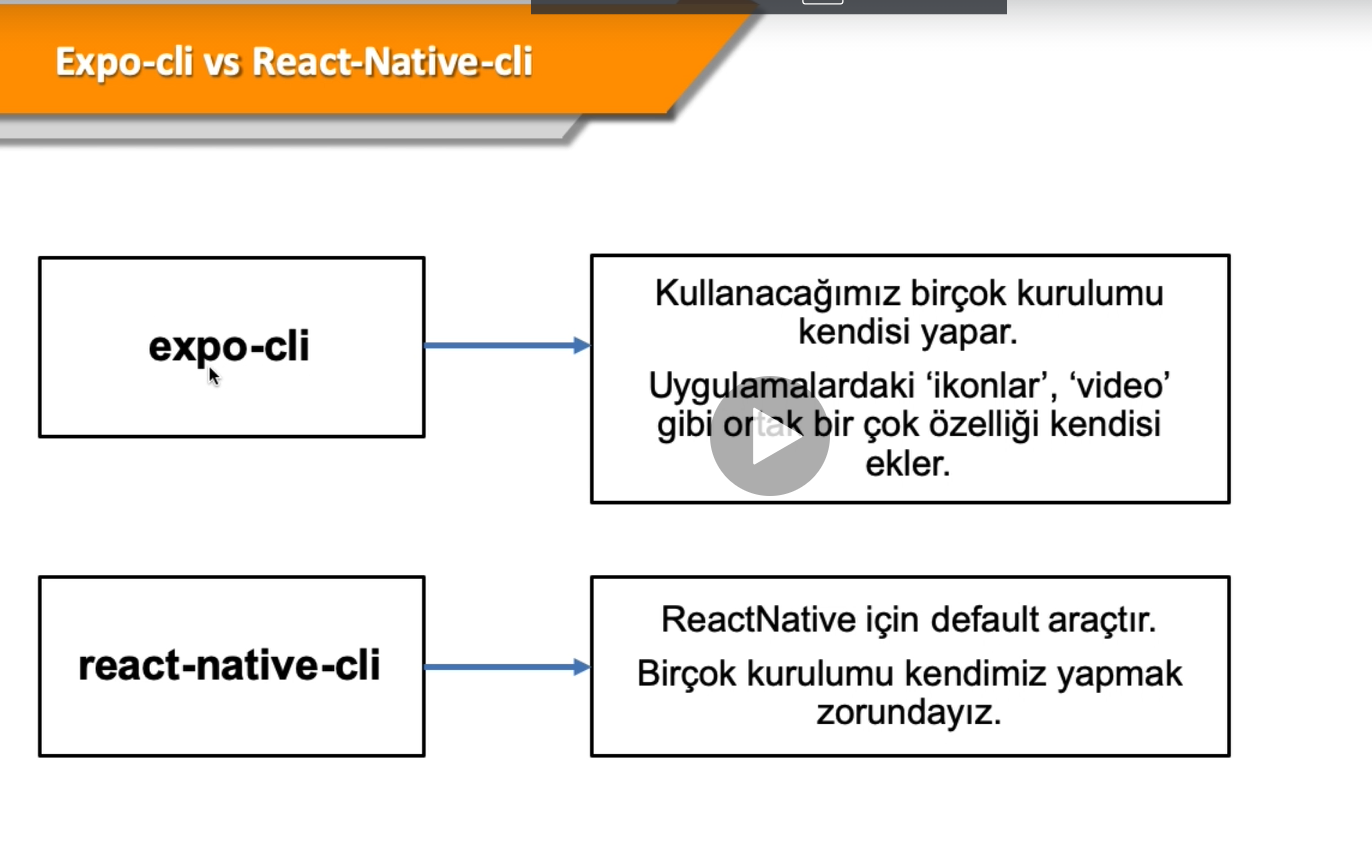 Expo-cli vs React-Native-cli
expo-cli
Kullanacağımız birçok kurulumu
kendisi yapar.
Uygulamalardaki ‘ikonlar’, ‘video’
gibi ortak bir çok özelliği kendisi
ekler.
react-native-cli
ReactNative için default araçtır.
Birçok kurulumu kendimiz yapmak
zorundayız.